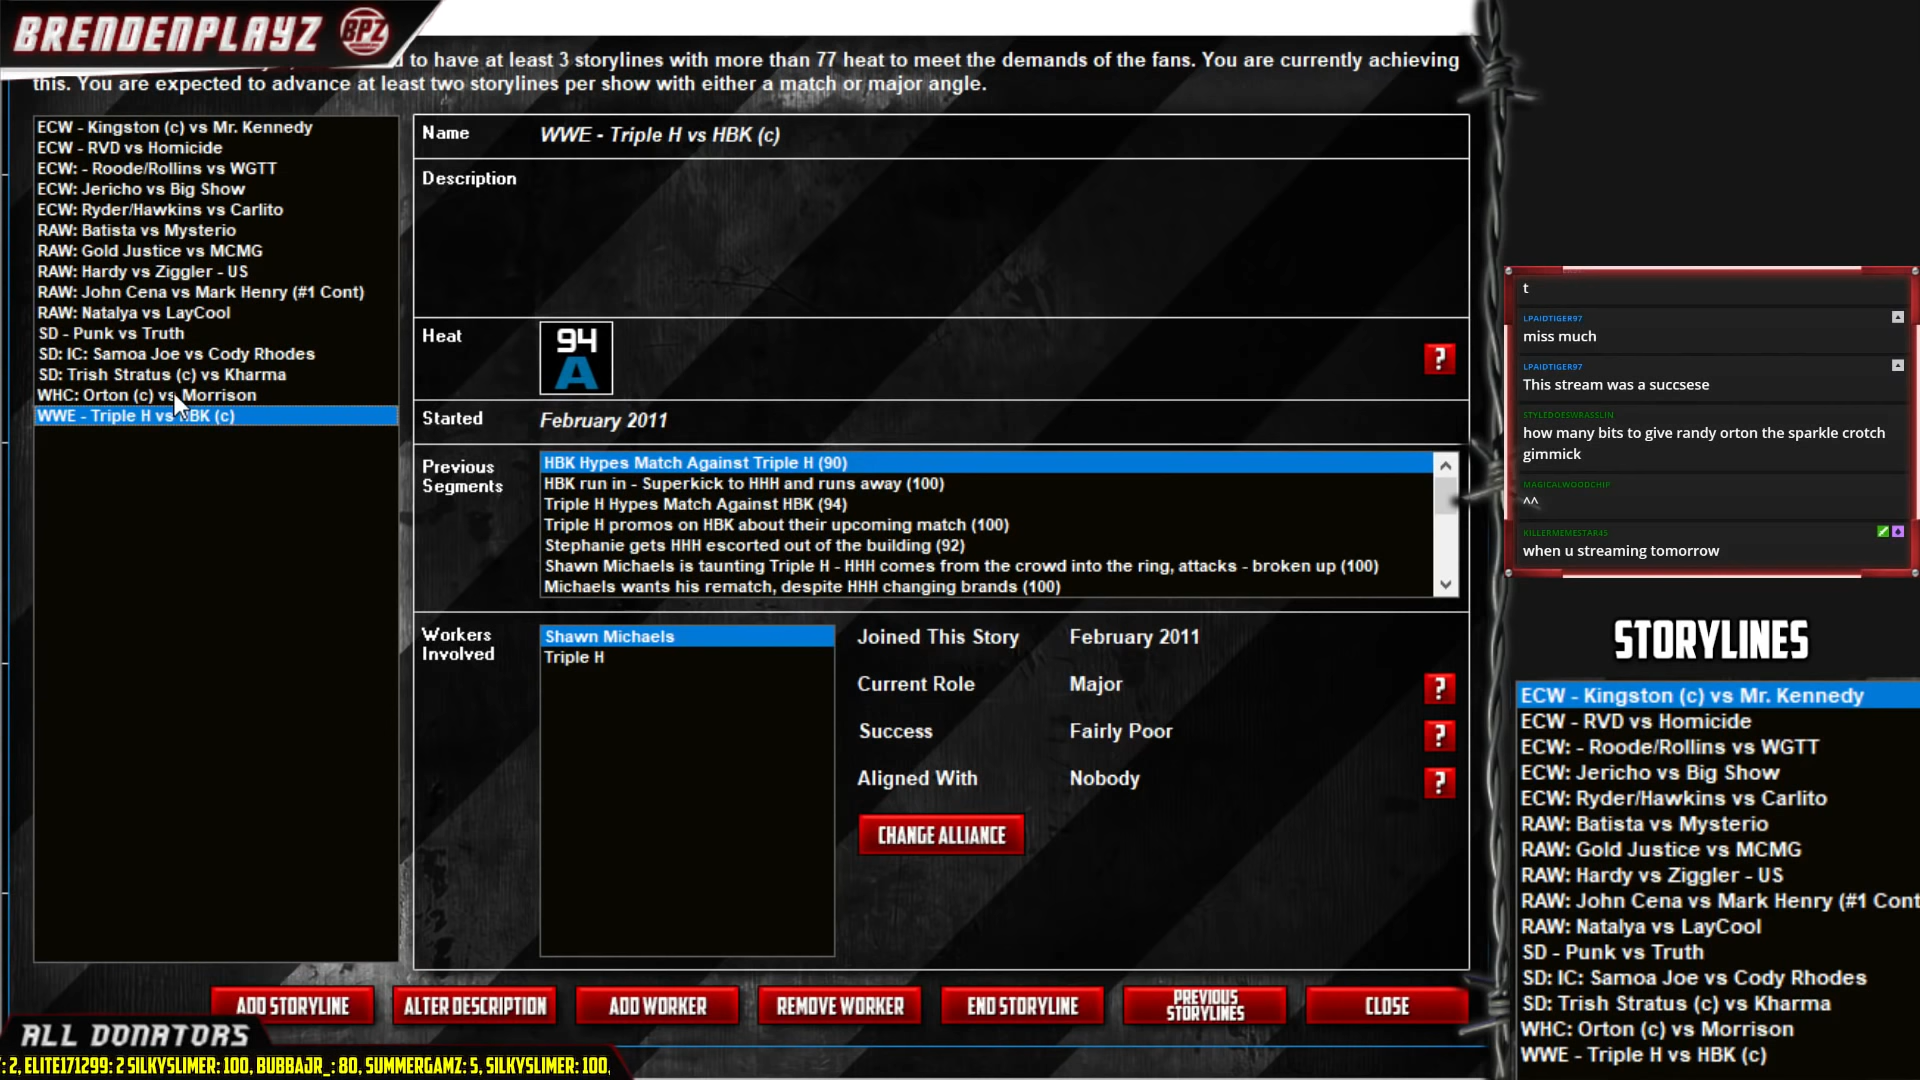 BRENDENPLAYZ BPZ
to have at least 3 storylines with more than 77 heat to meet the demands of the fans. You are currently achieving
this. You are expected to advance at least two storylines per show with either a match or major angle.
ECW - Kingston (c) vs Mr. Kennedy
ECW - RVD vs Homicide
ECW: - Roode/Rollins vs WGTT
ECW: Jericho vs Big Show
ECW: Ryder/Hawkins vs Carlito
RAW: Batista vs Mysterio
RAW: Gold Justice vs MCMG
RAW: Hardy vs Ziggler - US
RAW: John Cena vs Mark Henry (#1 Cont)
RAW: Natalya vs LayCool
SD - Punk vs Truth
SD: IC: Samoa Joe vs Cody Rhodes
SD: Trish Stratus (c) vs Kharma
WHC: Orton (c) vs Morrison
WWE - Triple H vs HBK (c)
Name
WWE - Triple H vs HBK (c)
Description
Heat
94
A
?
Started
February 2011
Previous
Segments
HBK Hypes Match Against Triple H (90)
HBK run in - Superkick to HHH and runs away (100)
Triple H Hypes Match Against HBK (94)
Triple H promos on HBK about their upcoming match (100)
Stephanie gets HHH escorted out of the building (92)
Shawn Michaels is taunting Triple H - HHH comes from the crowd into the ring, attacks - broken up (100)
Michaels wants his rematch, despite HHH changing brands (100)
Workers
Involved
Shawn Michaels
Triple H
Joined This Story February 2011
Current Role Major ?
Success Fairly Poor ?
Aligned With Nobody ?
CHANGE ALLIANCE
ADD STORYLINE
ALTER DESCRIPTION
ADD WORKER
REMOVE WORKER
END STORYLINE
PREVIOUS
STORYLINES
CLOSE
ALL DONATORS
: 2, ELITE171299: 2 SILKYSLIMER: 100, BUBBAJR_: 80, SUMMERGAMZ: 5, SILKYSLIMER: 100,
t
LPAIDTIGER97
miss much
LPAIDTIGER97
This stream was a succsese
STYLEDOESWRASSLIN
how many bits to give randy orton the sparkle crotch
gimmick
MAGICALWOODCHIP
^^
KILLERMEMESTAR45
when u streaming tomorrow
STORYLINES
ECW - Kingston (c) vs Mr. Kennedy
ECW - RVD vs Homicide
ECW: - Roode/Rollins vs WGTT
ECW: Jericho vs Big Show
ECW: Ryder/Hawkins vs Carlito
RAW: Batista vs Mysterio
RAW: Gold Justice vs MCMG
RAW: Hardy vs Ziggler - US
RAW: John Cena vs Mark Henry (#1 Cont
RAW: Natalya vs LayCool
SD - Punk vs Truth
SD: IC: Samoa Joe vs Cody Rhodes
SD: Trish Stratus (c) vs Kharma
WHC: Orton (c) vs Morrison
WWE - Triple H vs HBK (c)